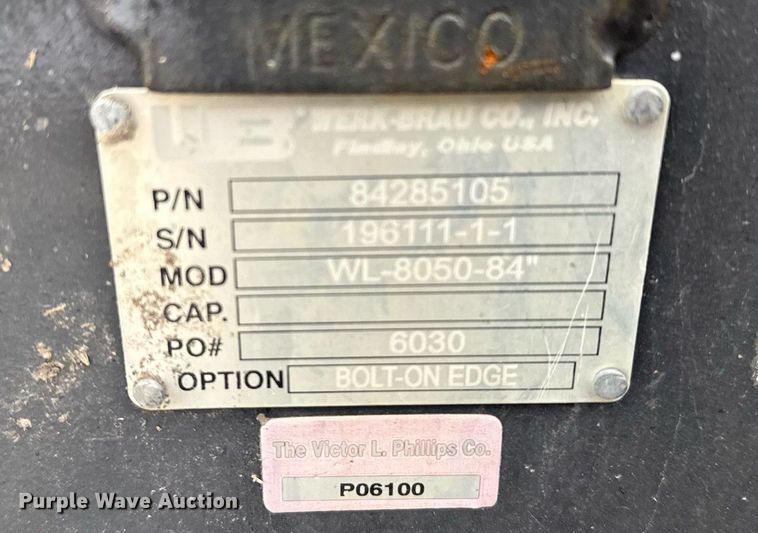 MEXICO
WB WERK-BRAU CO., INC.
Findlay, Ohio USA
P/N 84285105
S/N 196111-1-1
MOD WL-8050-84"
CAP.
PO# 6030
OPTION BOLT-ON EDGE
The Victor L. Phillips Co.
P06100
Purple Wave Auction